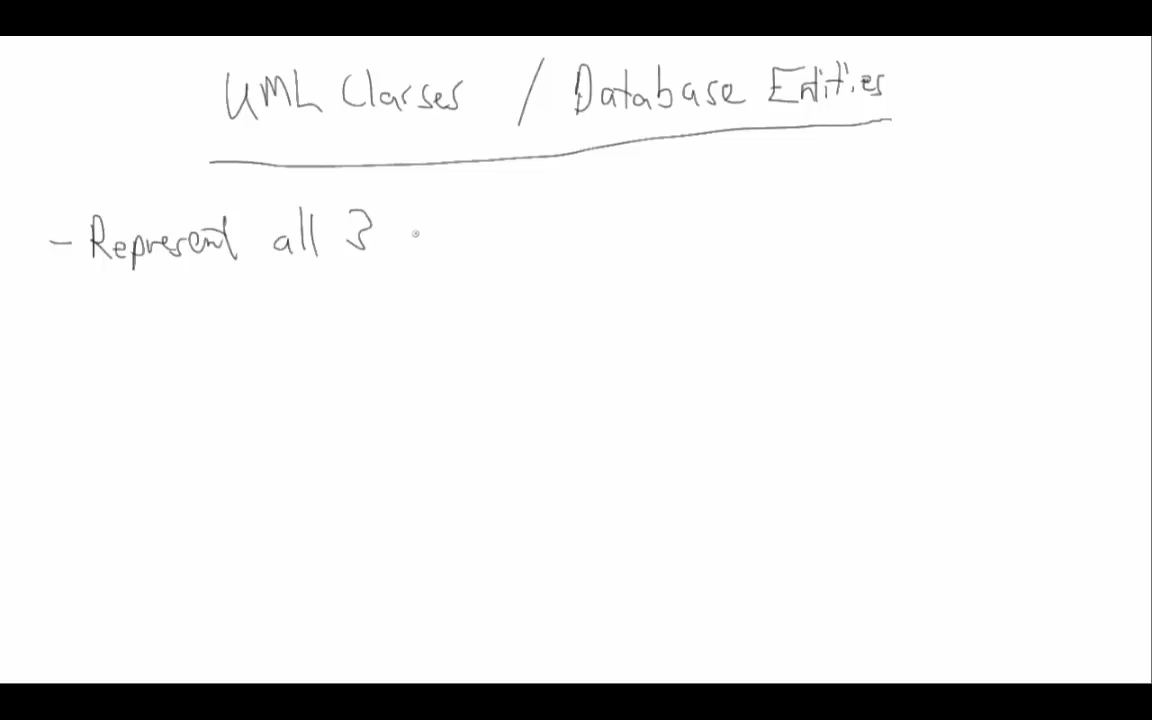 UML Classes / Database Entities
- Represent all 3